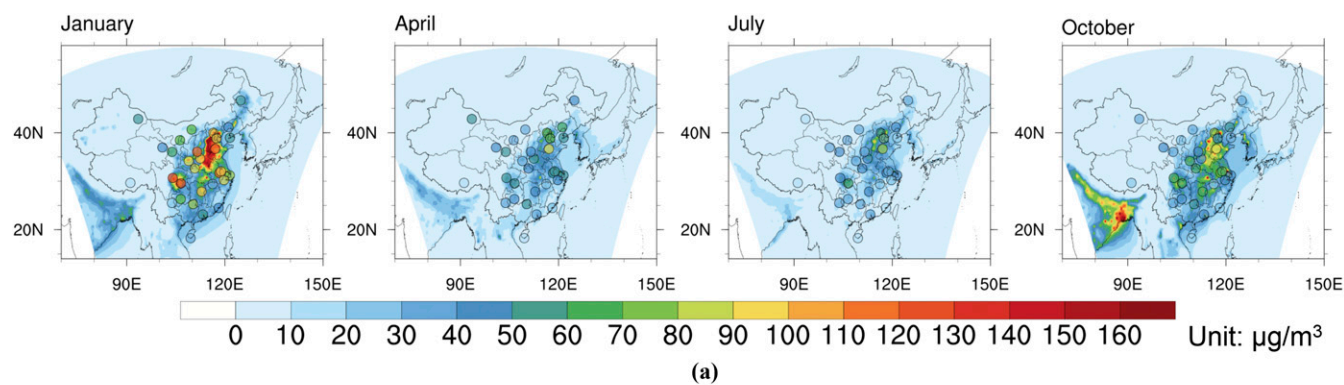 January April July October
40N 40N 40N 40N
20N 20N 20N 20N
90E 120E 150E 90E 120E 150E 90E 120E 150E 90E 120E 150E
0 10 20 30 40 50 60 70 80 90 100 110 120 130 140 150 160 Unit: µg/m³
(a)